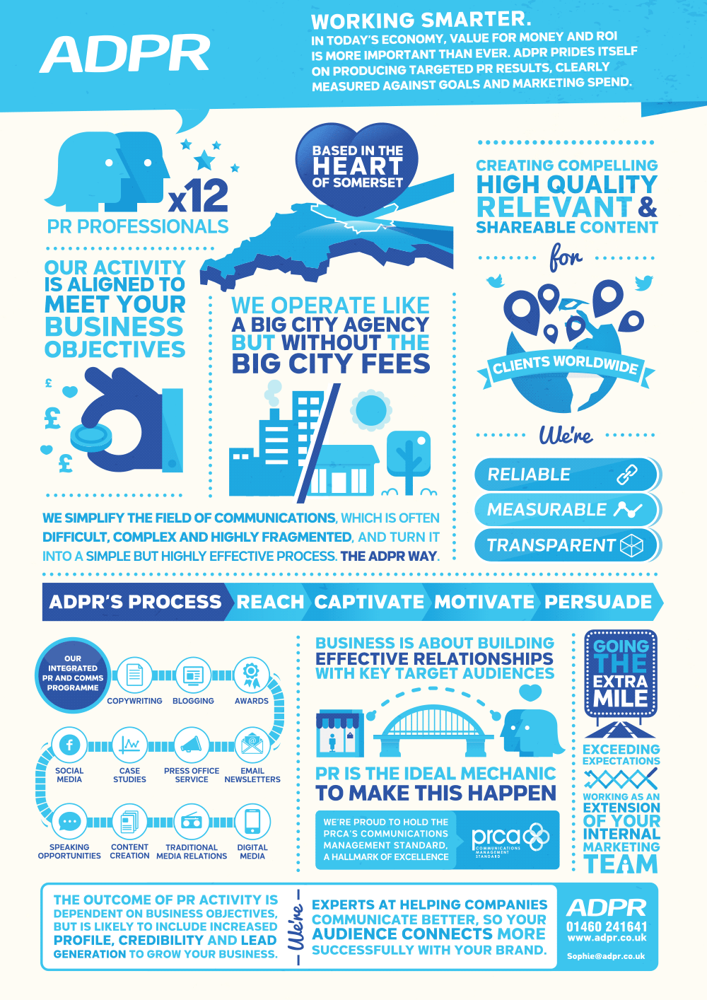 ADPR
WORKING SMARTER.
IN TODAY'S ECONOMY, VALUE FOR MONEY AND ROI
IS MORE IMPORTANT THAN EVER. ADPR PRIDES ITSELF
ON PRODUCING TARGETED PR RESULTS, CLEARLY
MEASURED AGAINST GOALS AND MARKETING SPEND.
x12
PR PROFESSIONALS
BASED IN THE
HEART
OF SOMERSET
CREATING COMPELLING
HIGH QUALITY
RELEVANT &
SHAREABLE CONTENT
for
CLIENTS WORLDWIDE
We're
RELIABLE
MEASURABLE
TRANSPARENT
OUR ACTIVITY
IS ALIGNED TO
MEET YOUR
BUSINESS
OBJECTIVES
£
£
£
WE OPERATE LIKE
A BIG CITY AGENCY
BUT WITHOUT THE
BIG CITY FEES
WE SIMPLIFY THE FIELD OF COMMUNICATIONS, WHICH IS OFTEN
DIFFICULT, COMPLEX AND HIGHLY FRAGMENTED, AND TURN IT
INTO A SIMPLE BUT HIGHLY EFFECTIVE PROCESS. THE ADPR WAY.
ADPR'S PROCESS REACH CAPTIVATE MOTIVATE PERSUADE
OUR
INTEGRATED
PR AND COMMS
PROGRAMME
COPYWRITING
BLOGGING
AWARDS
f
@
SOCIAL
MEDIA
CASE
STUDIES
PRESS OFFICE
SERVICE
EMAIL
NEWSLETTERS
SPEAKING
OPPORTUNITIES
CONTENT
CREATION
TRADITIONAL
MEDIA RELATIONS
DIGITAL
MEDIA
BUSINESS IS ABOUT BUILDING
EFFECTIVE RELATIONSHIPS
WITH KEY TARGET AUDIENCES
PR IS THE IDEAL MECHANIC
TO MAKE THIS HAPPEN
WE'RE PROUD TO HOLD THE
PRCA'S COMMUNICATIONS
MANAGEMENT STANDARD,
A HALLMARK OF EXCELLENCE
prca
COMMUNICATIONS
MANAGEMENT
STANDARD
GOING
THE
EXTRA
MILE
EXCEEDING
EXPECTATIONS
WORKING AS AN
EXTENSION
OF YOUR
INTERNAL
MARKETING
TEAM
THE OUTCOME OF PR ACTIVITY IS
DEPENDENT ON BUSINESS OBJECTIVES,
BUT IS LIKELY TO INCLUDE INCREASED
PROFILE, CREDIBILITY AND LEAD
GENERATION TO GROW YOUR BUSINESS.
We're
EXPERTS AT HELPING COMPANIES
COMMUNICATE BETTER, SO YOUR
AUDIENCE CONNECTS MORE
SUCCESSFULLY WITH YOUR BRAND.
ADPR
01460 241641
www.adpr.co.uk
Sophie@adpr.co.uk